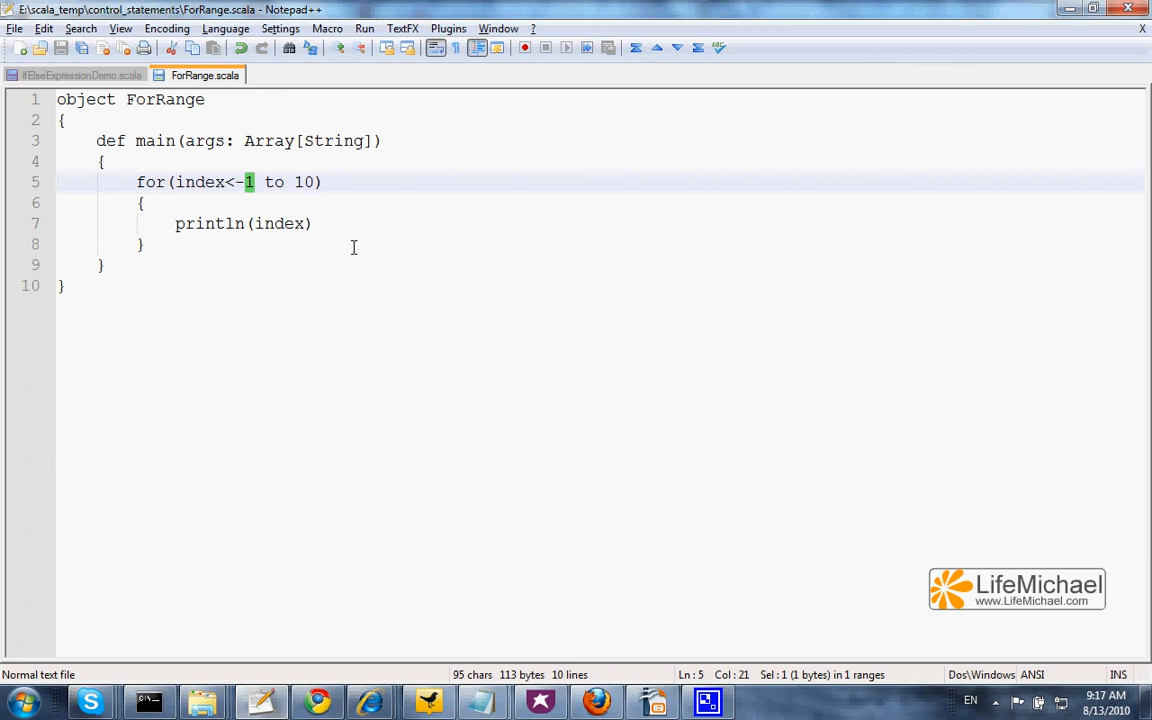 E:\scala_temp\control_statements\ForRange.scala - Notepad++
File Edit Search View Encoding Language Settings Macro Run TextFX Plugins Window ? X
IfElseExpressionDemo.scala ForRange.scala
1 object ForRange
2 {
3 def main(args: Array[String])
4 {
5 for(index<-1 to 10)
6 {
7 println(index)
8 }
9 }
10 }
LifeMichael
www.LifeMichael.com
Normal text file 95 chars 113 bytes 10 lines Ln : 5 Col : 21 Sel : 1 (1 bytes) in 1 ranges Dos\Windows ANSI INS
EN 9:17 AM
8/13/2010